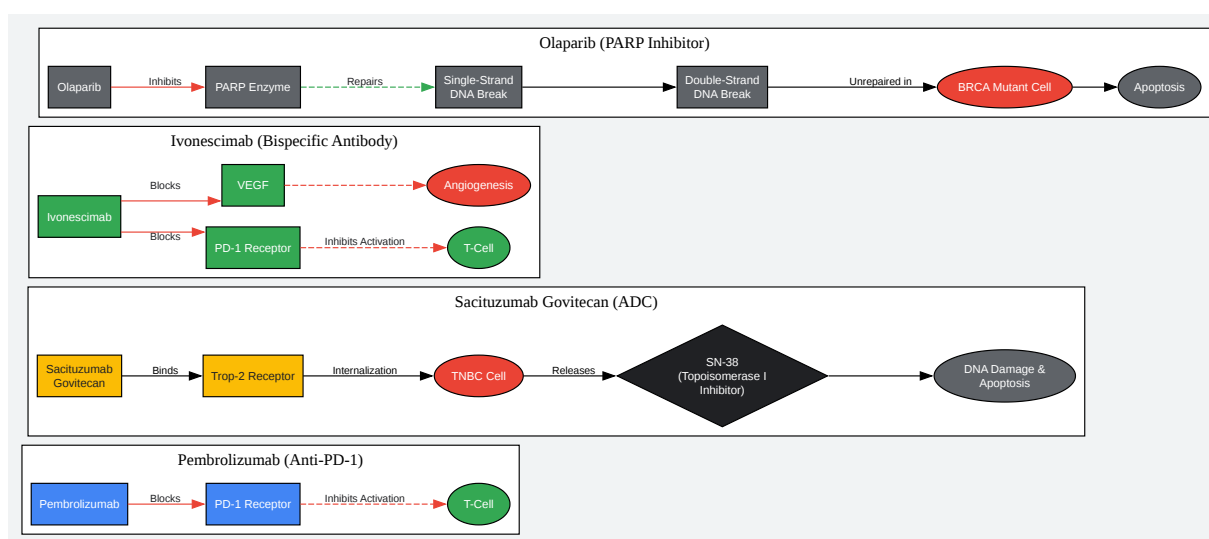 Olaparib (PARP Inhibitor)
Olaparib
Inhibits
PARP Enzyme
Repairs
Single-Strand
DNA Break
Double-Strand
DNA Break
Unrepaired in
BRCA Mutant Cell
Apoptosis
Ivonescimab (Bispecific Antibody)
Ivonescimab
Blocks
VEGF
Angiogenesis
Blocks
PD-1 Receptor
Inhibits Activation
T-Cell
Sacituzumab Govitecan (ADC)
Sacituzumab
Govitecan
Binds
Trop-2 Receptor
Internalization
TNBC Cell
Releases
SN-38
(Topoisomerase I
Inhibitor)
DNA Damage &
Apoptosis
Pembrolizumab (Anti-PD-1)
Pembrolizumab
Blocks
PD-1 Receptor
Inhibits Activation
T-Cell